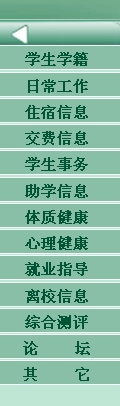 学生学籍
日常工作
住宿信息
交费信息
学生事务
助学信息
体质健康
心理健康
就业指导
离校信息
综合测评
论 坛
其 它